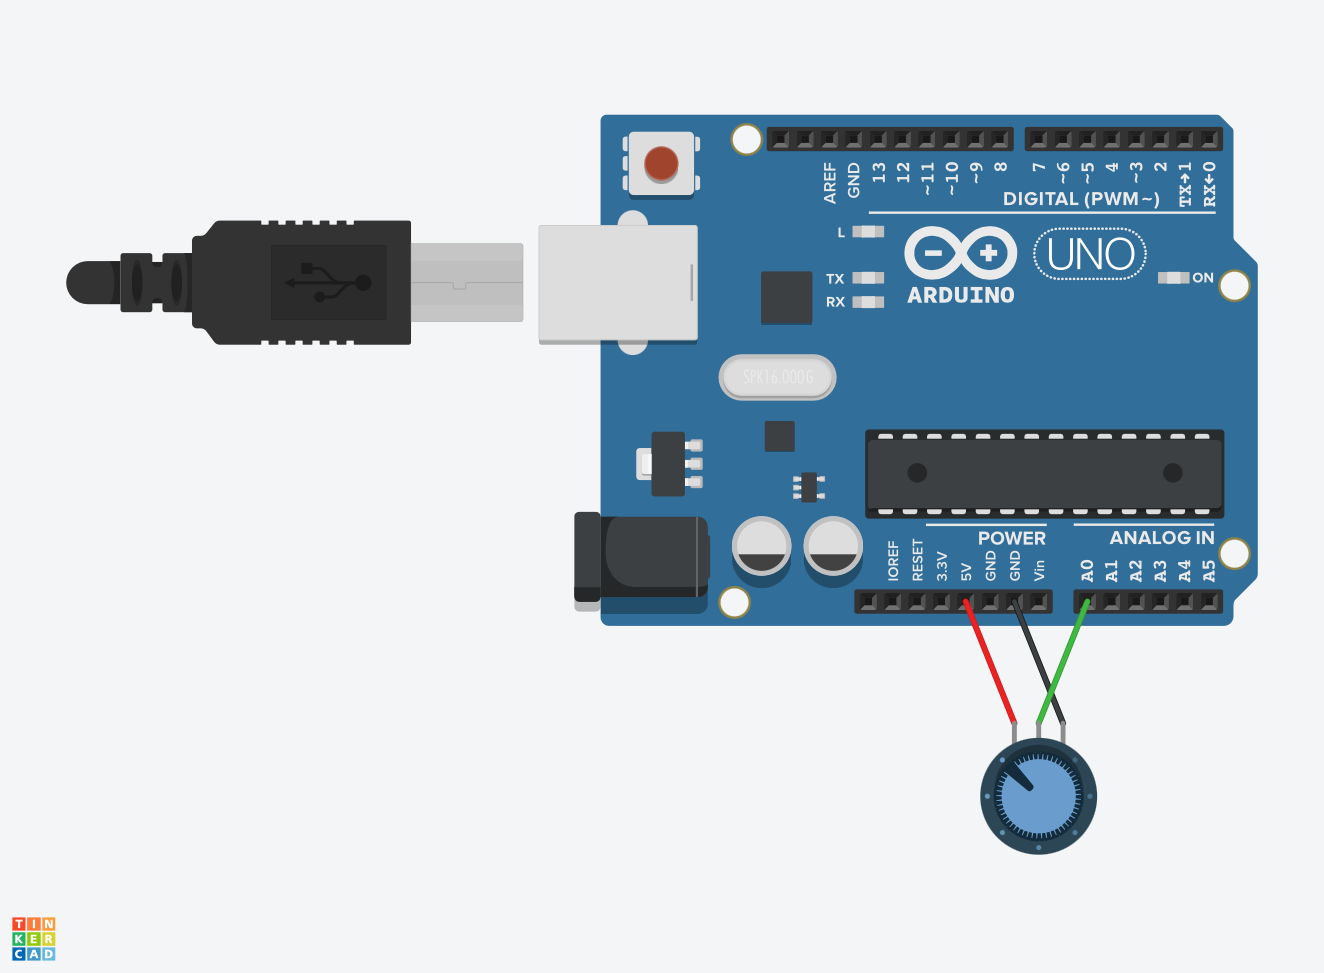 AREF
GND
13
12
~11
~10
~9
8
7
~6
~5
4
~3
2
TX→1
RX←0
DIGITAL (PWM~)
L
TX
RX
ARDUINO
UNO
ON
SPK16.000G
POWER
ANALOG IN
IOREF
RESET
3.3V
5V
GND
GND
Vin
A0
A1
A2
A3
A4
A5
TIN
KER
CAD